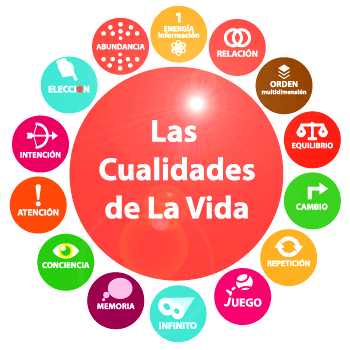 Las
Cualidades
de La Vida
1
ENERGÍA
Información
RELACIÓN
ORDEN
multidimensión
EQUILIBRIO
CAMBIO
REPETICIÓN
JUEGO
INFINITO
MEMORIA
CONCIENCIA
ATENCIÓN
INTENCIÓN
ELECCION
ABUNDANCIA